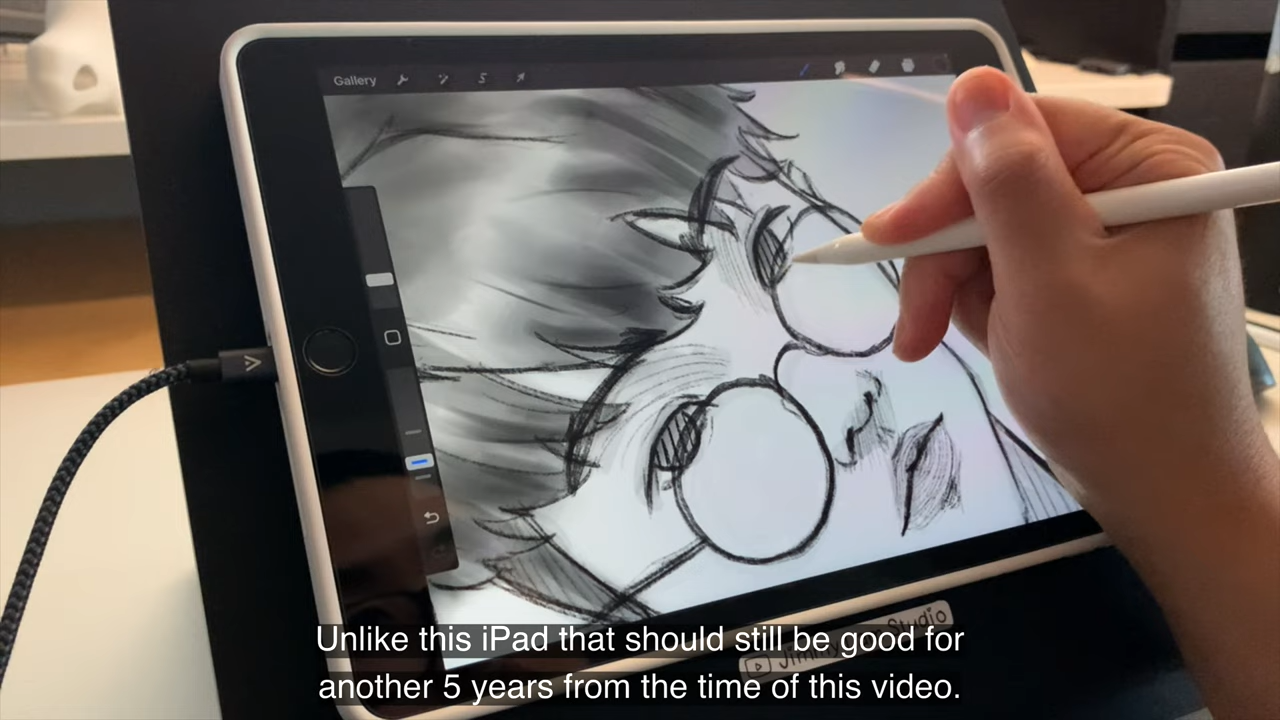 Gallery
Studio
Unlike this iPad that should still be good for
another 5 years from the time of this video.